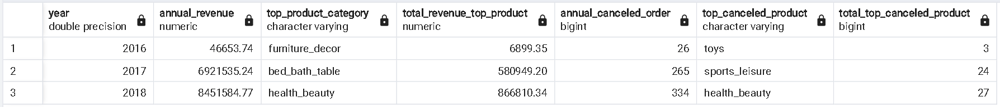 year annual_revenue top_product_category total_revenue_top_product annual_canceled_order top_canceled_product total_top_canceled_product
double precision numeric character varying numeric bigint character varying bigint
1 2016 46653.74 furniture_decor 6899.35 26 toys 3
2 2017 6921535.24 bed_bath_table 580949.20 265 sports_leisure 24
3 2018 8451584.77 health_beauty 866810.34 334 health_beauty 27